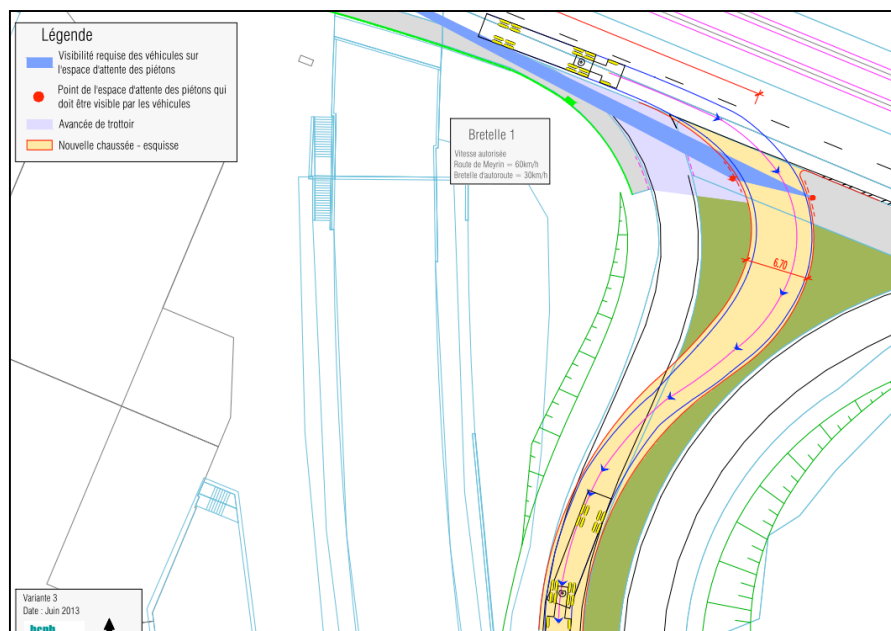 Légende
Visibilité requise des véhicules sur
l'espace d'attente des piétons
Point de l'espace d'attente des piétons qui
doit être visible par les véhicules
Avancée de trottoir
Nouvelle chaussée - esquisse
Bretelle 1
Vitesse autorisée
Route de Meyrin = 60km/h
Bretelle d'autoroute = 30km/h
6.70
Variante 3
Date : Juin 2013